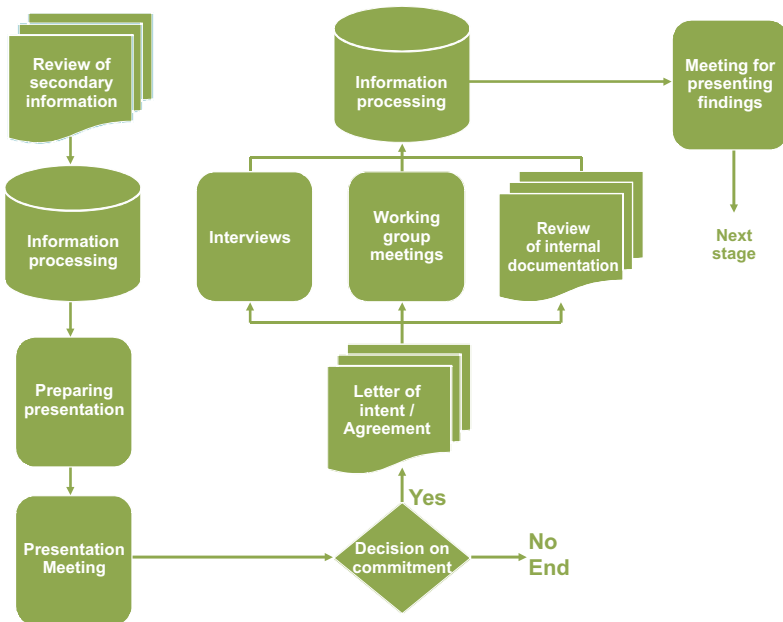 Review of
secondary
information
Information
processing
Preparing
presentation
Presentation
Meeting
Decision on
commitment
No
End
Yes
Letter of
intent /
Agreement
Interviews
Working
group
meetings
Review
of internal
documentation
Information
processing
Meeting for
presenting
findings
Next
stage